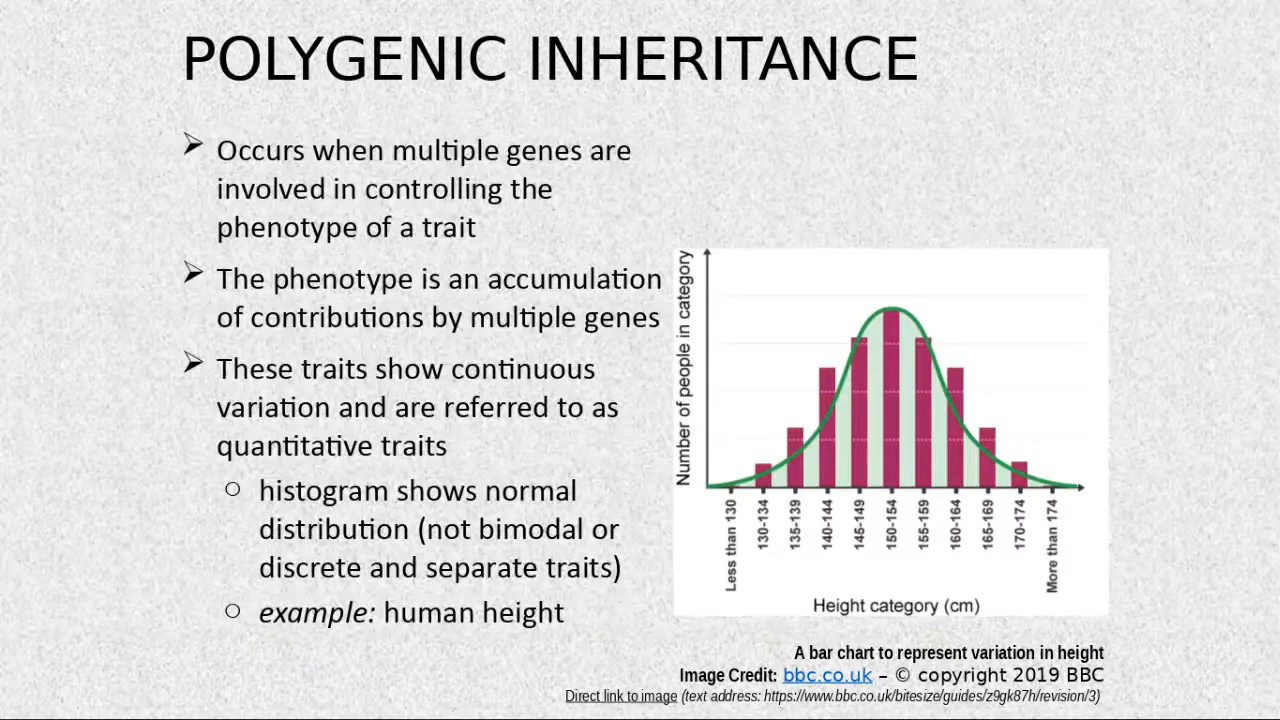 POLYGENIC INHERITANCE
Occurs when multiple genes are
involved in controlling the
phenotype of a trait
The phenotype is an accumulation
of contributions by multiple genes
These traits show continuous
variation and are referred to as
quantitative traits
histogram shows normal
distribution (not bimodal or
discrete and separate traits)
example: human height
Number of people in category
Less than 130
130-134
135-139
140-144
145-149
150-154
155-159
160-164
165-169
170-174
More than 174
Height category (cm)
A bar chart to represent variation in height
Image Credit: bbc.co.uk – © copyright 2019 BBC
Direct link to image (text address: https://www.bbc.co.uk/bitesize/guides/z9gk87h/revision/3)